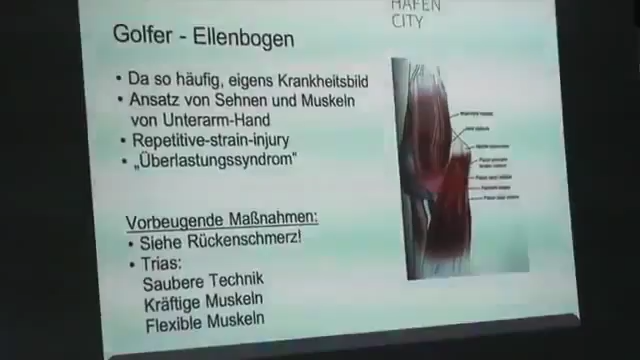 HAFEN
CITY
Golfer - Ellenbogen
• Da so häufig, eigens Krankheitsbild
• Ansatz von Sehnen und Muskeln
von Unterarm-Hand
• Repetitive-strain-injury
• „Überlastungssyndrom"
Vorbeugende Maßnahmen:
• Siehe Rückenschmerz!
• Trias:
Saubere Technik
Kräftige Muskeln
Flexible Muskeln